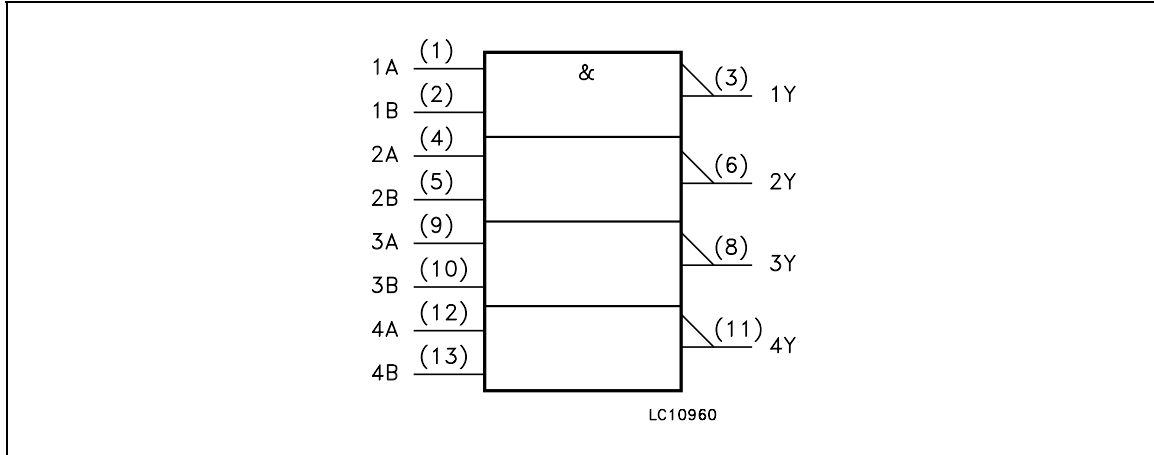 1A (1) & (3) 1Y
1B (2)
2A (4) (6) 2Y
2B (5)
3A (9) (8) 3Y
3B (10)
4A (12) (11) 4Y
4B (13)
LC10960